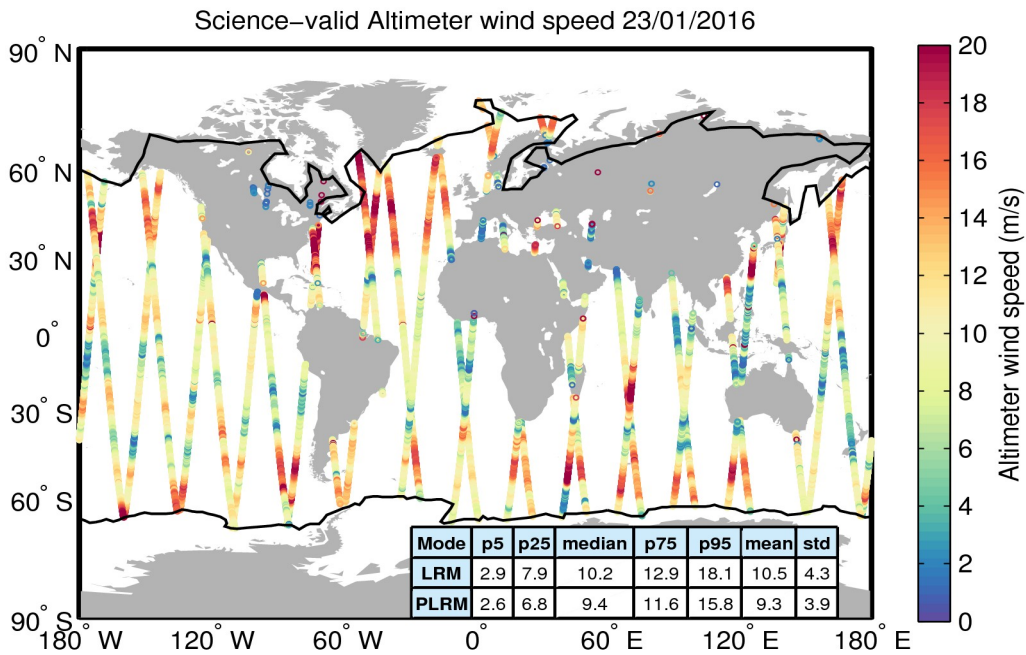 Science−valid Altimeter wind speed 23/01/2016
90° N
60° N
30° N
0°
30° S
60° S
90° S
180° W
120° W
60° W
0°
60° E
120° E
180° E
Mode p5 p25 median p75 p95 mean std
LRM 2.9 7.9 10.2 12.9 18.1 10.5 4.3
PLRM 2.6 6.8 9.4 11.6 15.8 9.3 3.9
20
18
16
14
12
10
8
6
4
2
0
Altimeter wind speed (m/s)